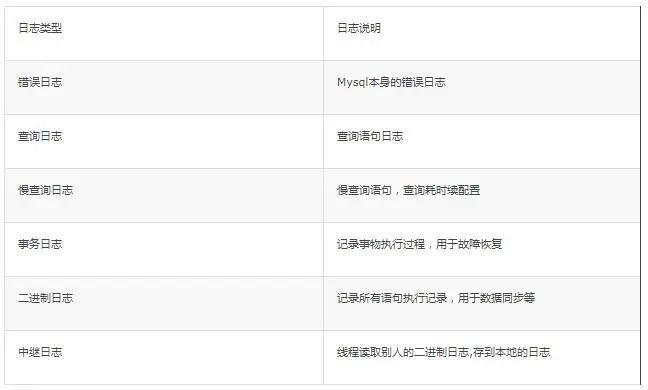 日志类型 日志说明
错误日志 Mysql本身的错误日志
查询日志 查询语句日志
慢查询日志 慢查询语句，查询耗时续配置
事务日志 记录事物执行过程，用于故障恢复
二进制日志 记录所有语句执行记录，用于数据同步等
中继日志 线程读取别人的二进制日志,存到本地的日志